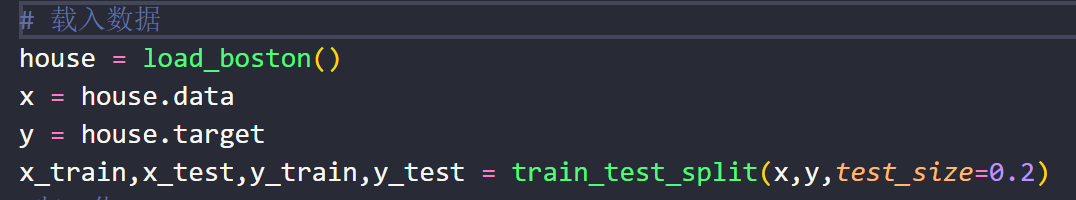 # 载入数据
house = load_boston()
x = house.data
y = house.target
x_train,x_test,y_train,y_test = train_test_split(x,y,test_size=0.2)